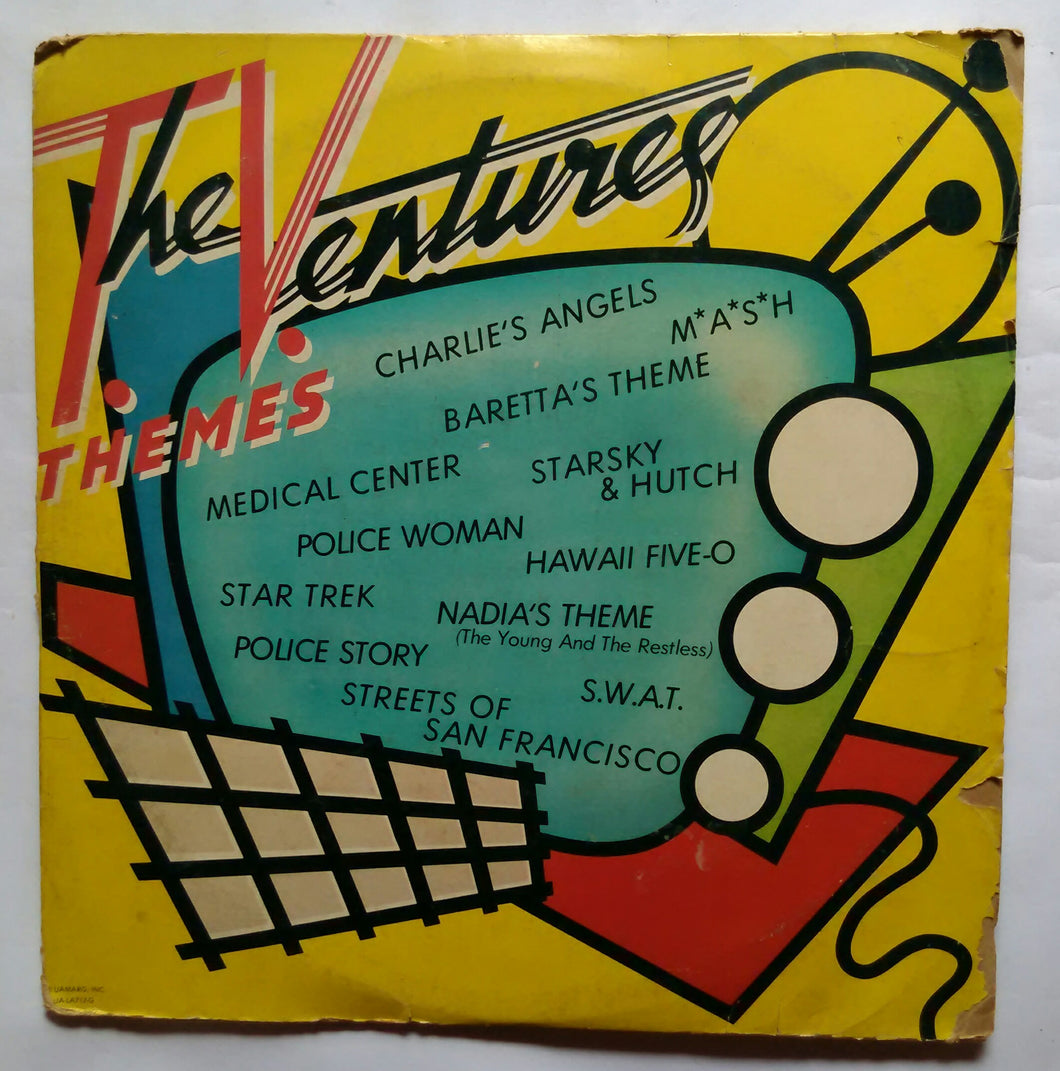 The Ventures
T.V.
THEMES
CHARLIE'S ANGELS
M*A*S*H
BARETTA'S THEME
MEDICAL CENTER
STARSKY
& HUTCH
POLICE WOMAN
HAWAII FIVE-O
STAR TREK
NADIA'S THEME
(The Young And The Restless)
POLICE STORY
S.W.A.T.
STREETS OF
SAN FRANCISCO